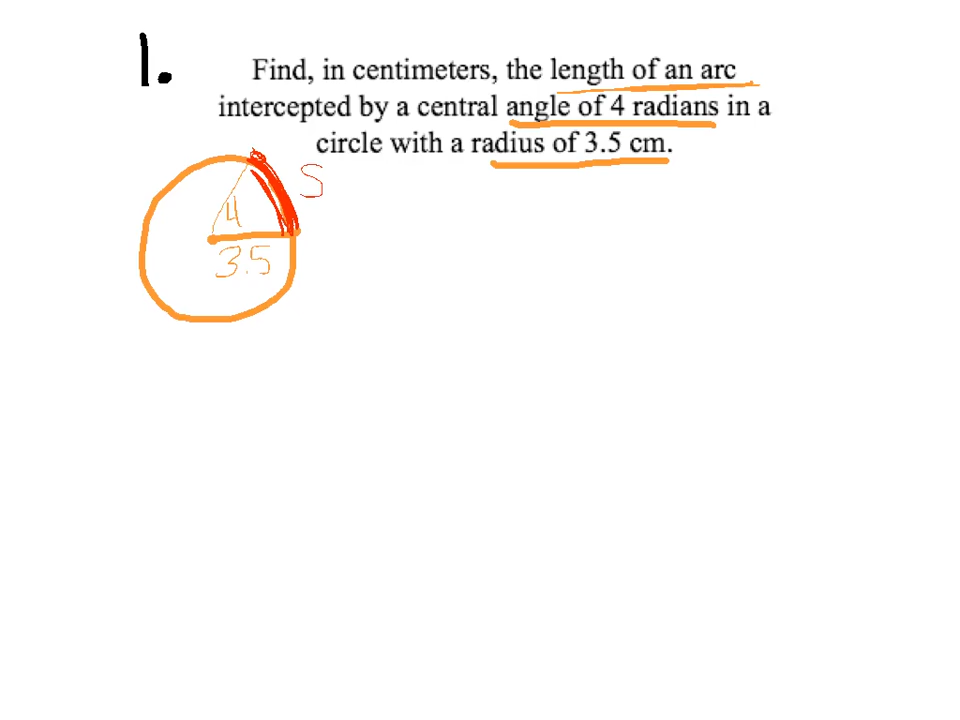 1.
Find, in centimeters, the length of an arc
intercepted by a central angle of 4 radians in a
circle with a radius of 3.5 cm.
S
4
3.5